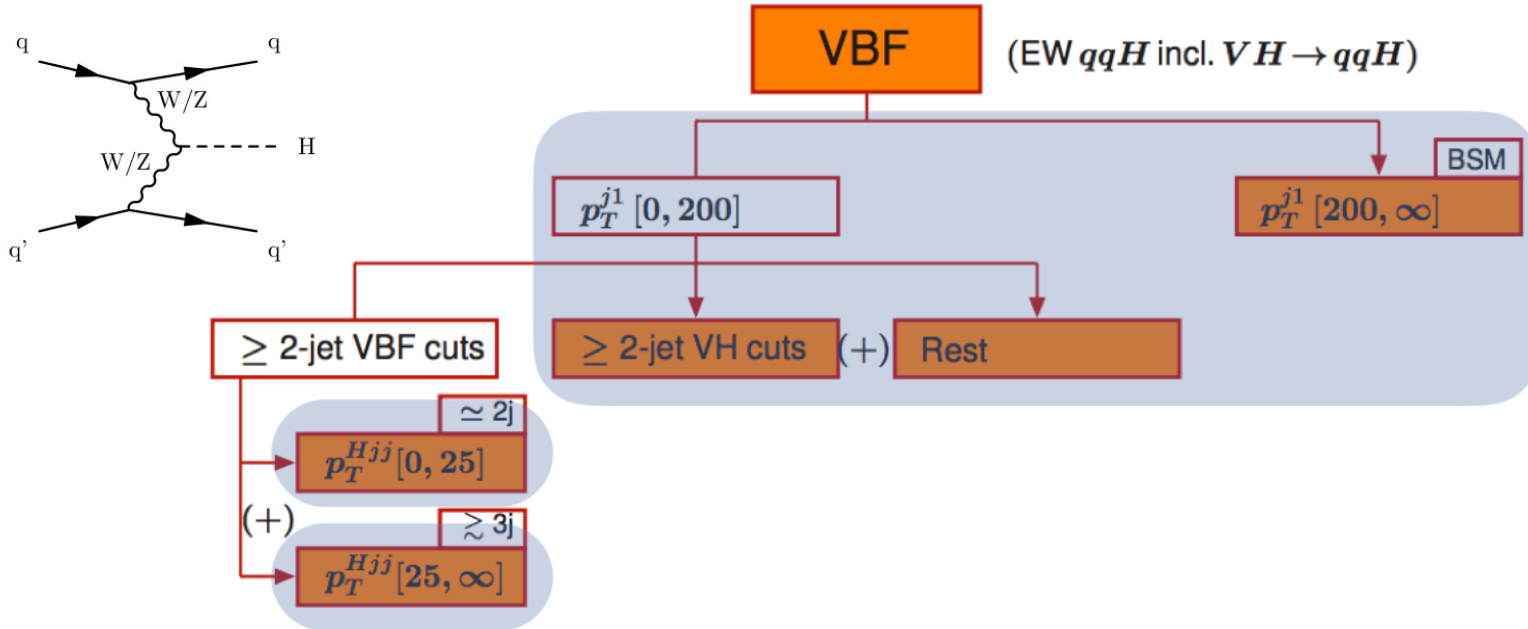 q
q
W/Z
H
W/Z
q'
q'
VBF
(EW qqH incl. VH → qqH)
BSM
p_T^{j1} [0, 200]
p_T^{j1} [200, ∞]
≥ 2-jet VBF cuts
≥ 2-jet VH cuts
(+)
Rest
≃ 2j
p_T^{Hjj} [0, 25]
(+)
≳ 3j
p_T^{Hjj} [25, ∞]